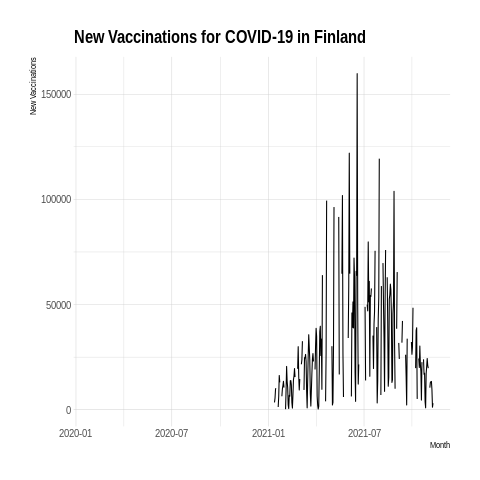 New Vaccinations for COVID-19 in Finland
New Vaccinations
150000
100000
50000
0
2020-01 2020-07 2021-01 2021-07
Month